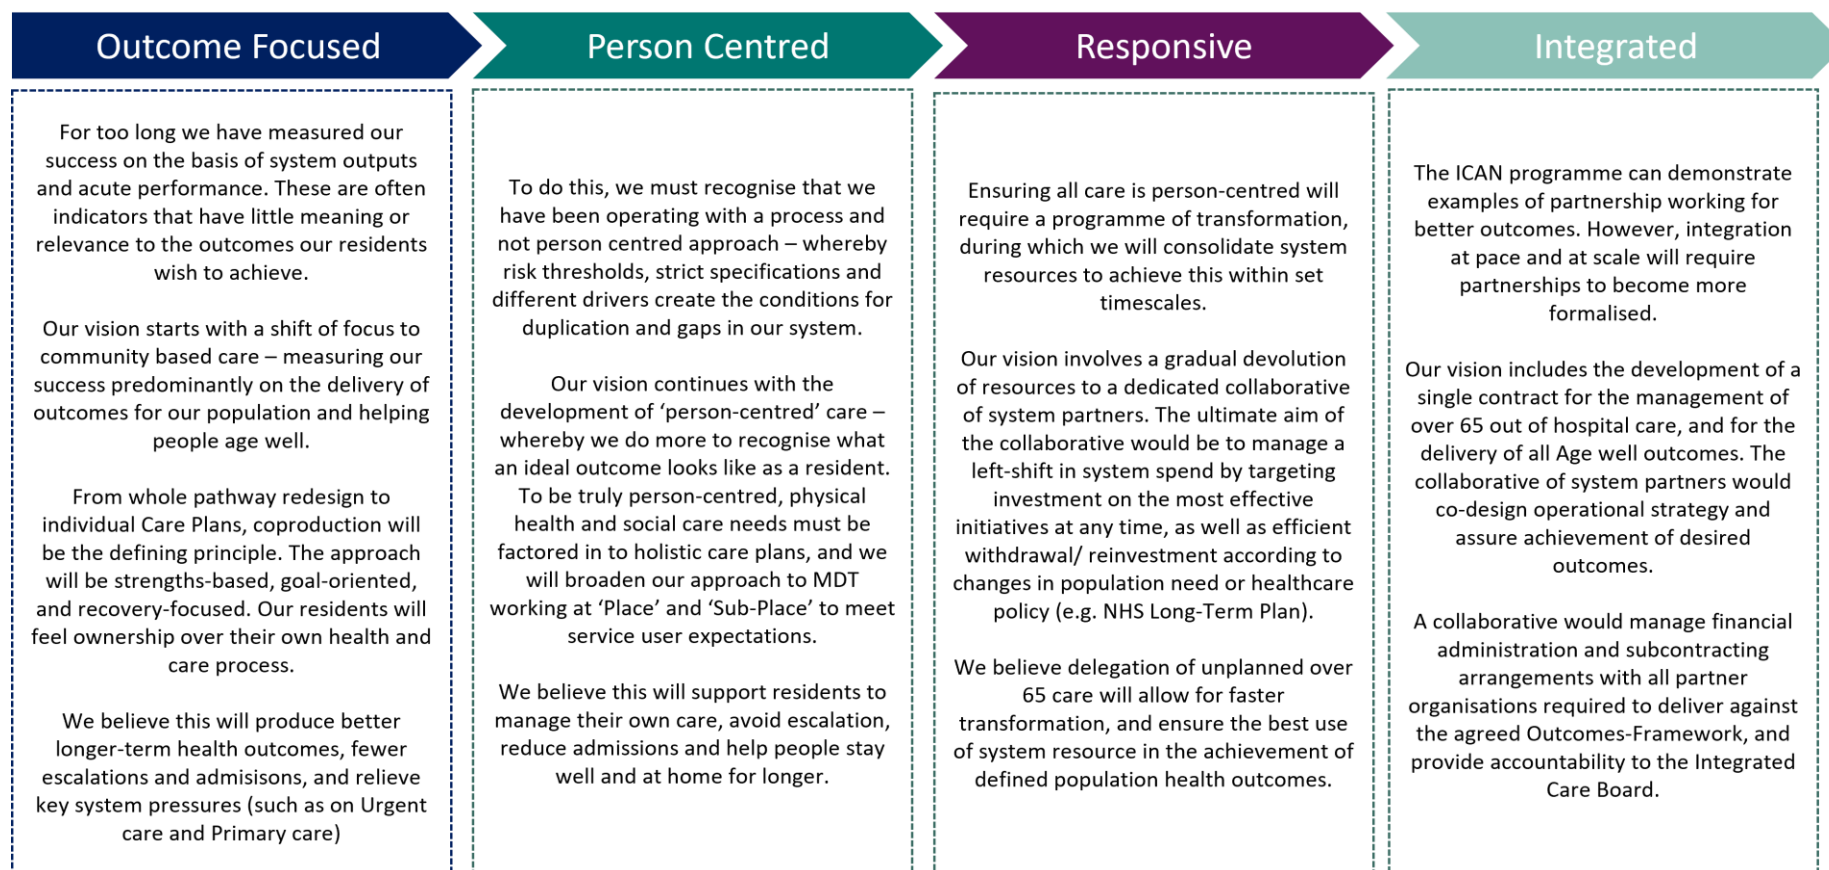 Outcome Focused
For too long we have measured our
success on the basis of system outputs
and acute performance. These are often
indicators that have little meaning or
relevance to the outcomes our residents
wish to achieve.
Our vision starts with a shift of focus to
community based care – measuring our
success predominantly on the delivery of
outcomes for our population and helping
people age well.
From whole pathway redesign to
individual Care Plans, coproduction will
be the defining principle. The approach
will be strengths-based, goal-oriented,
and recovery-focused. Our residents will
feel ownership over their own health and
care process.
We believe this will produce better
longer-term health outcomes, fewer
escalations and admisisons, and relieve
key system pressures (such as on Urgent
care and Primary care)
Person Centred
To do this, we must recognise that we
have been operating with a process and
not person centred approach – whereby
risk thresholds, strict specifications and
different drivers create the conditions for
duplication and gaps in our system.
Our vision continues with the
development of ‘person-centred’ care –
whereby we do more to recognise what
an ideal outcome looks like as a resident.
To be truly person-centred, physical
health and social care needs must be
factored in to holistic care plans, and we
will broaden our approach to MDT
working at ‘Place’ and ‘Sub-Place’ to meet
service user expectations.
We believe this will support residents to
manage their own care, avoid escalation,
reduce admissions and help people stay
well and at home for longer.
Responsive
Ensuring all care is person-centred will
require a programme of transformation,
during which we will consolidate system
resources to achieve this within set
timescales.
Our vision involves a gradual devolution
of resources to a dedicated collaborative
of system partners. The ultimate aim of
the collaborative would be to manage a
left-shift in system spend by targeting
investment on the most effective
initiatives at any time, as well as efficient
withdrawal/ reinvestment according to
changes in population need or healthcare
policy (e.g. NHS Long-Term Plan).
We believe delegation of unplanned over
65 care will allow for faster
transformation, and ensure the best use
of system resource in the achievement of
defined population health outcomes.
Integrated
The ICAN programme can demonstrate
examples of partnership working for
better outcomes. However, integration
at pace and at scale will require
partnerships to become more
formalised.
Our vision includes the development of a
single contract for the management of
over 65 out of hospital care, and for the
delivery of all Age well outcomes. The
collaborative of system partners would
co-design operational strategy and
assure achievement of desired
outcomes.
A collaborative would manage financial
administration and subcontracting
arrangements with all partner
organisations required to deliver against
the agreed Outcomes-Framework, and
provide accountability to the Integrated
Care Board.